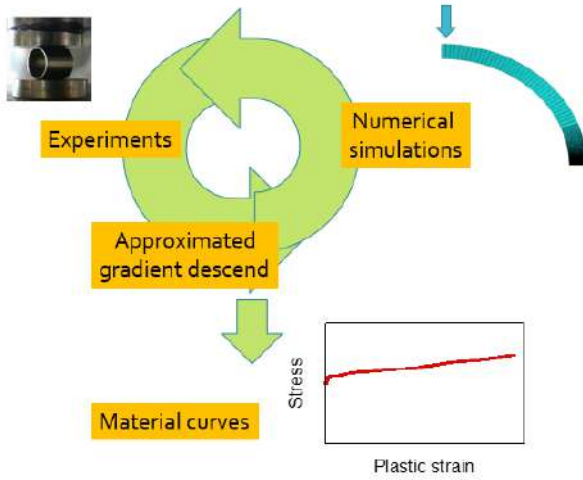 Experiments
Numerical
simulations
Approximated
gradient descend
Material curves
Stress
Plastic strain